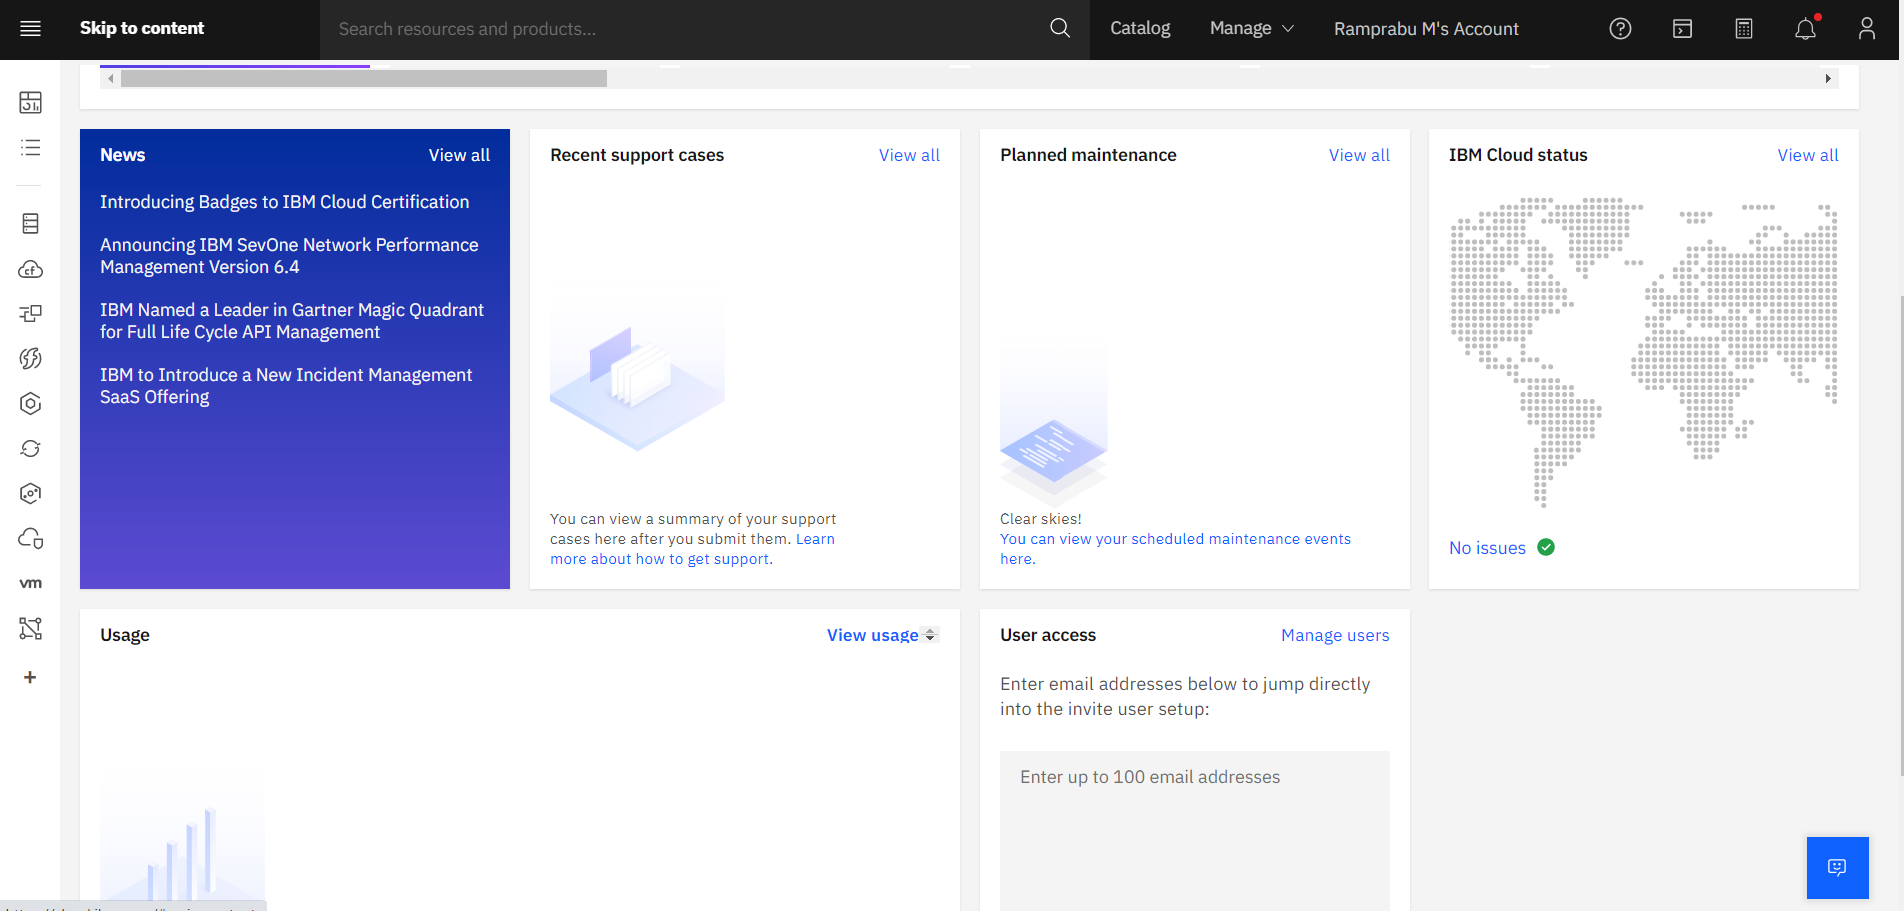 Skip to content
Search resources and products...
Catalog
Manage
Ramprabu M's Account
News
View all
Introducing Badges to IBM Cloud Certification
Announcing IBM SevOne Network Performance
Management Version 6.4
IBM Named a Leader in Gartner Magic Quadrant
for Full Life Cycle API Management
IBM to Introduce a New Incident Management
SaaS Offering
Recent support cases
View all
You can view a summary of your support
cases here after you submit them. Learn
more about how to get support.
Planned maintenance
View all
Clear skies!
You can view your scheduled maintenance events
here.
IBM Cloud status
View all
No issues
cf
vm
Usage
View usage
User access
Manage users
Enter email addresses below to jump directly
into the invite user setup:
Enter up to 100 email addresses